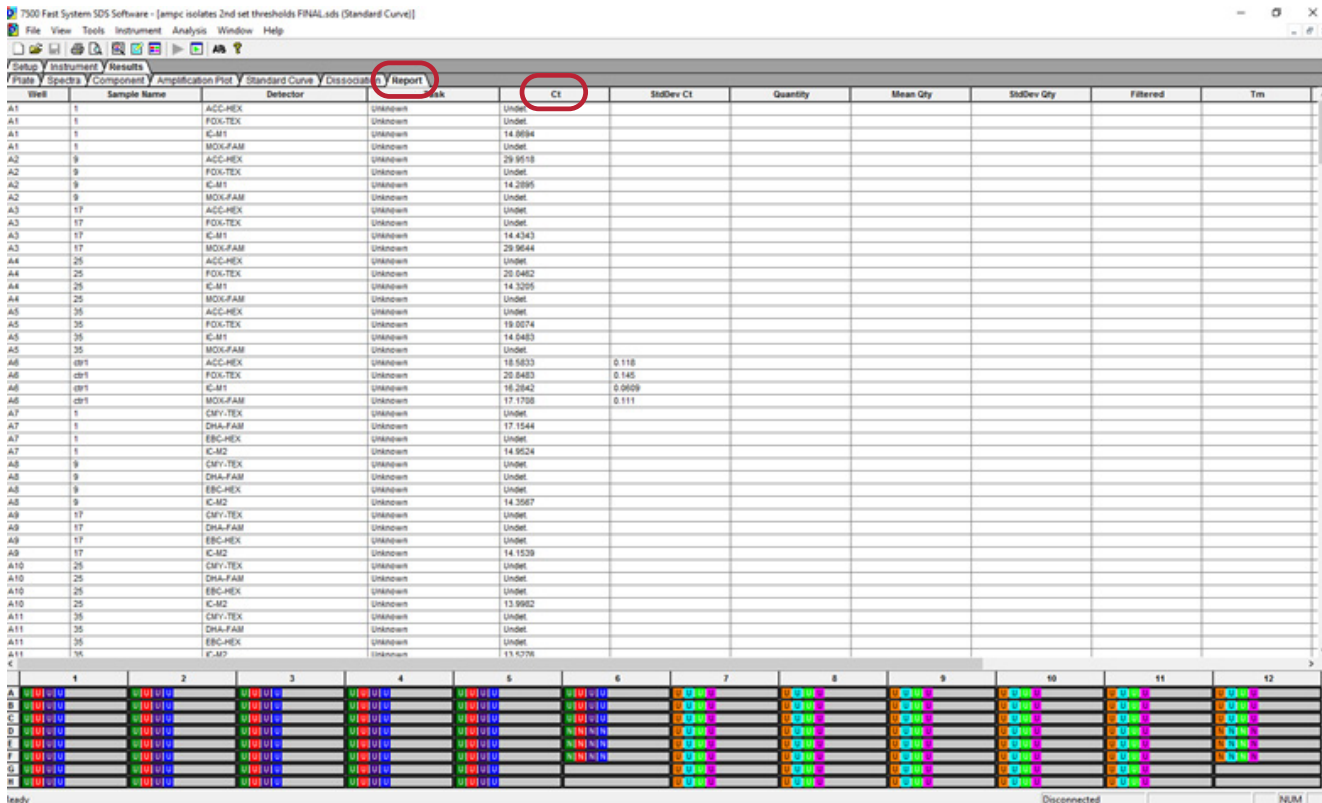 7500 Fast System SDS Software - [ampc isolates 2nd set thresholds FINAL.sds (Standard Curve)]
File View Tools Instrument Analysis Window Help
Setup Instrument Results
Plate Spectra Component Amplification Plot Standard Curve Dissociation Report
Well Sample Name Detector Task Ct StdDev Ct Quantity Mean Qty StdDev Qty Filtered Tm
A1 1 ACC-HEX Unknown Undet.
A1 1 FOX-TEX Unknown Undet.
A1 1 IC-M1 Unknown 14.8694
A1 1 MOX-FAM Unknown Undet.
A2 9 ACC-HEX Unknown 29.9518
A2 9 FOX-TEX Unknown Undet.
A2 9 IC-M1 Unknown 14.2895
A2 9 MOX-FAM Unknown Undet.
A3 17 ACC-HEX Unknown Undet.
A3 17 FOX-TEX Unknown Undet.
A3 17 IC-M1 Unknown 14.4343
A3 17 MOX-FAM Unknown 29.9644
A4 25 ACC-HEX Unknown Undet.
A4 25 FOX-TEX Unknown 20.0462
A4 25 IC-M1 Unknown 14.3205
A4 25 MOX-FAM Unknown Undet.
A5 35 ACC-HEX Unknown Undet.
A5 35 FOX-TEX Unknown 19.0074
A5 35 IC-M1 Unknown 14.0483
A5 35 MOX-FAM Unknown Undet.
A6 ctr1 ACC-HEX Unknown 18.5833 0.118
A6 ctr1 FOX-TEX Unknown 20.8483 0.145
A6 ctr1 IC-M1 Unknown 16.2842 0.0609
A6 ctr1 MOX-FAM Unknown 17.1708 0.111
A7 1 CMY-TEX Unknown Undet.
A7 1 DHA-FAM Unknown 17.1544
A7 1 EBC-HEX Unknown Undet.
A7 1 IC-M2 Unknown 14.9524
A8 9 CMY-TEX Unknown Undet.
A8 9 DHA-FAM Unknown Undet.
A8 9 EBC-HEX Unknown Undet.
A8 9 IC-M2 Unknown 14.3567
A9 17 CMY-TEX Unknown Undet.
A9 17 DHA-FAM Unknown Undet.
A9 17 EBC-HEX Unknown Undet.
A9 17 IC-M2 Unknown 14.1539
A10 25 CMY-TEX Unknown Undet.
A10 25 DHA-FAM Unknown Undet.
A10 25 EBC-HEX Unknown Undet.
A10 25 IC-M2 Unknown 13.9982
A11 35 CMY-TEX Unknown Undet.
A11 35 DHA-FAM Unknown Undet.
A11 35 EBC-HEX Unknown Undet.
A11 35 IC-M2 Unknown 13.5276
1 2 3 4 5 6 7 8 9 10 11 12
A U U U U U U U U U U U U U U U U U U U U U U U U U U U U U U U U U U U U U U U U U U U U U U U U
B U U U U U U U U U U U U U U U U U U U U U U U U U U U U U U U U U U U U U U U U U U U U U U U U
C U U U U U U U U U U U U U U U U U U U U U U U U U U U U U U U U U U U U U U U U U U U U U U U U
D U U U U U U U U U U U U U U U U U U U U N N N N U U U U U U U U U U U U U U U U U U U U N N N N
E U U U U U U U U U U U U U U U U U U U U N N N N U U U U U U U U U U U U U U U U U U U U N N N N
F U U U U U U U U U U U U U U U U U U U U N N N N U U U U U U U U U U U U U U U U U U U U N N N N
G U U U U U U U U U U U U U U U U U U U U U U U U U U U U U U U U U U U U U U U U
H U U U U U U U U U U U U U U U U U U U U U U U U U U U U U U U U U U U U U U U U
Ready Disconnected NUM